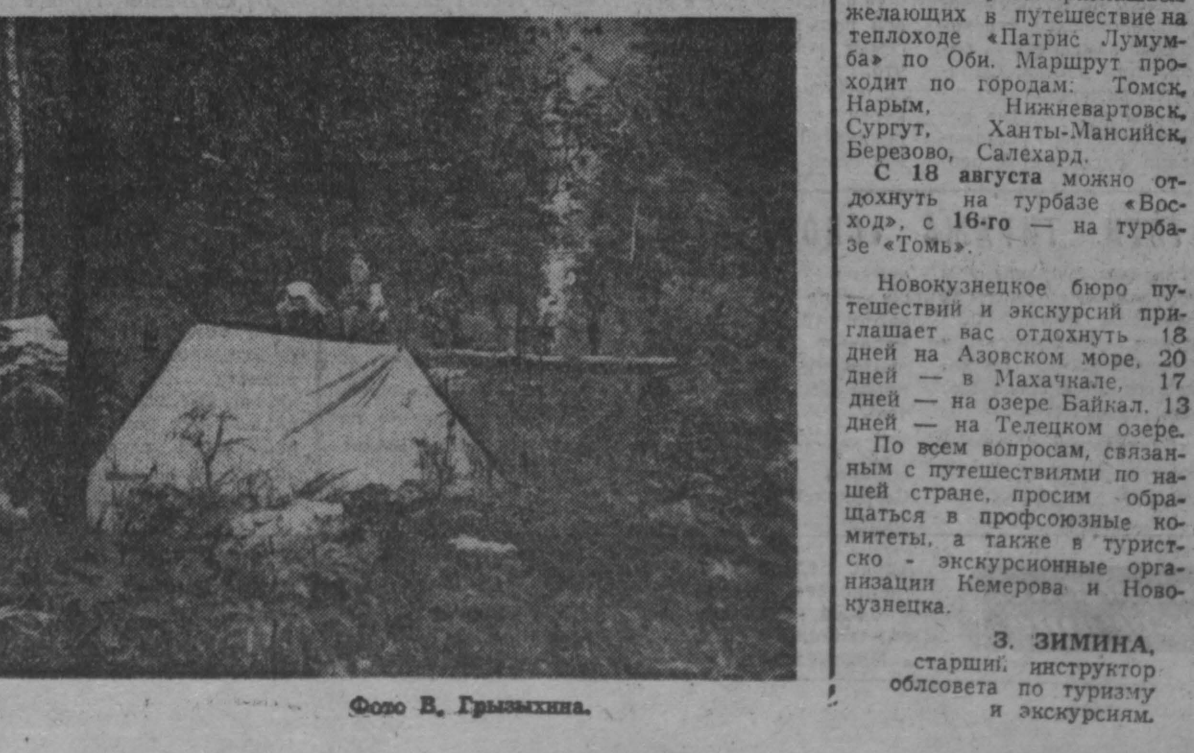 желающих в путешествие на
теплоходе «Патрис Лумум-
ба» по Оби. Маршрут про-
ходит по городам: Томск,
Нарым, Нижневартовск,
Сургут, Ханты-Мансийск,
Березово, Салехард.
С 18 августа можно от-
дохнуть на турбазе «Вос-
ход», с 16-го — на турба-
зе «Томь».
Новокузнецкое бюро пу-
тешествий и экскурсий при-
глашает вас отдохнуть 18
дней на Азовском море, 20
дней — в Махачкале, 17
дней — на озере Байкал, 13
дней — на Телецком озере.
По всем вопросам, связан-
ным с путешествиями по на-
шей стране, просим обра-
щаться в профсоюзные ко-
митеты, а также в турист-
ско - экскурсионные орга-
низации Кемерова и Ново-
кузнецка.
З. ЗИМИНА,
старший инструктор
облсовета по туризму
и экскурсиям.
Фото В. Грызыхина.